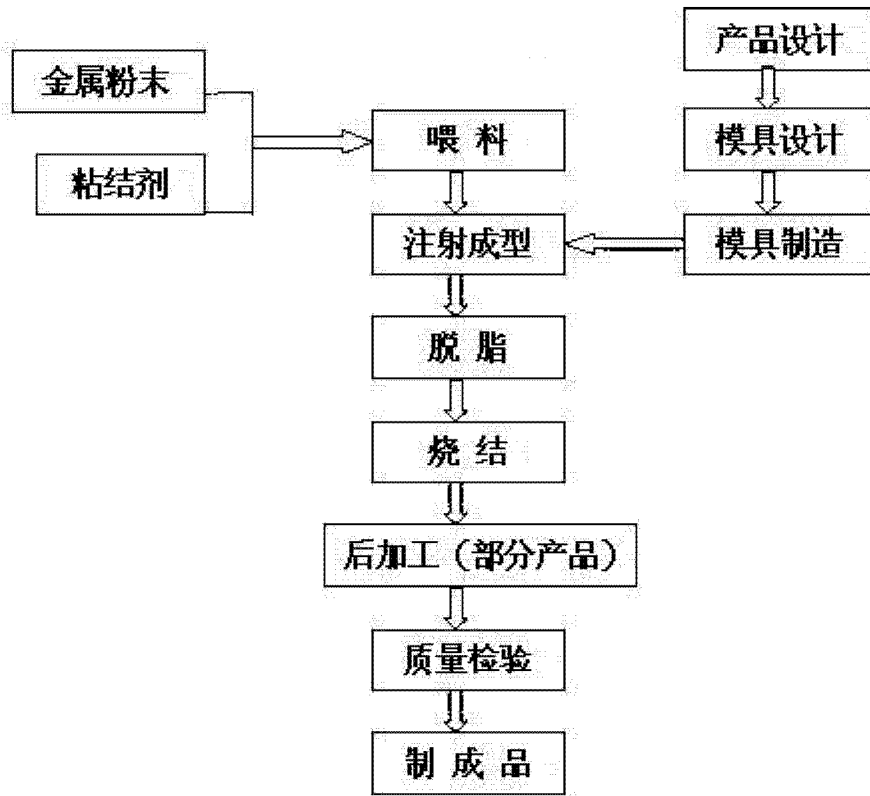 产品设计
金属粉末
喂 料
模具设计
粘结剂
注射成型
模具制造
脱 脂
烧 结
后加工（部分产品）
质量检验
制 成 品